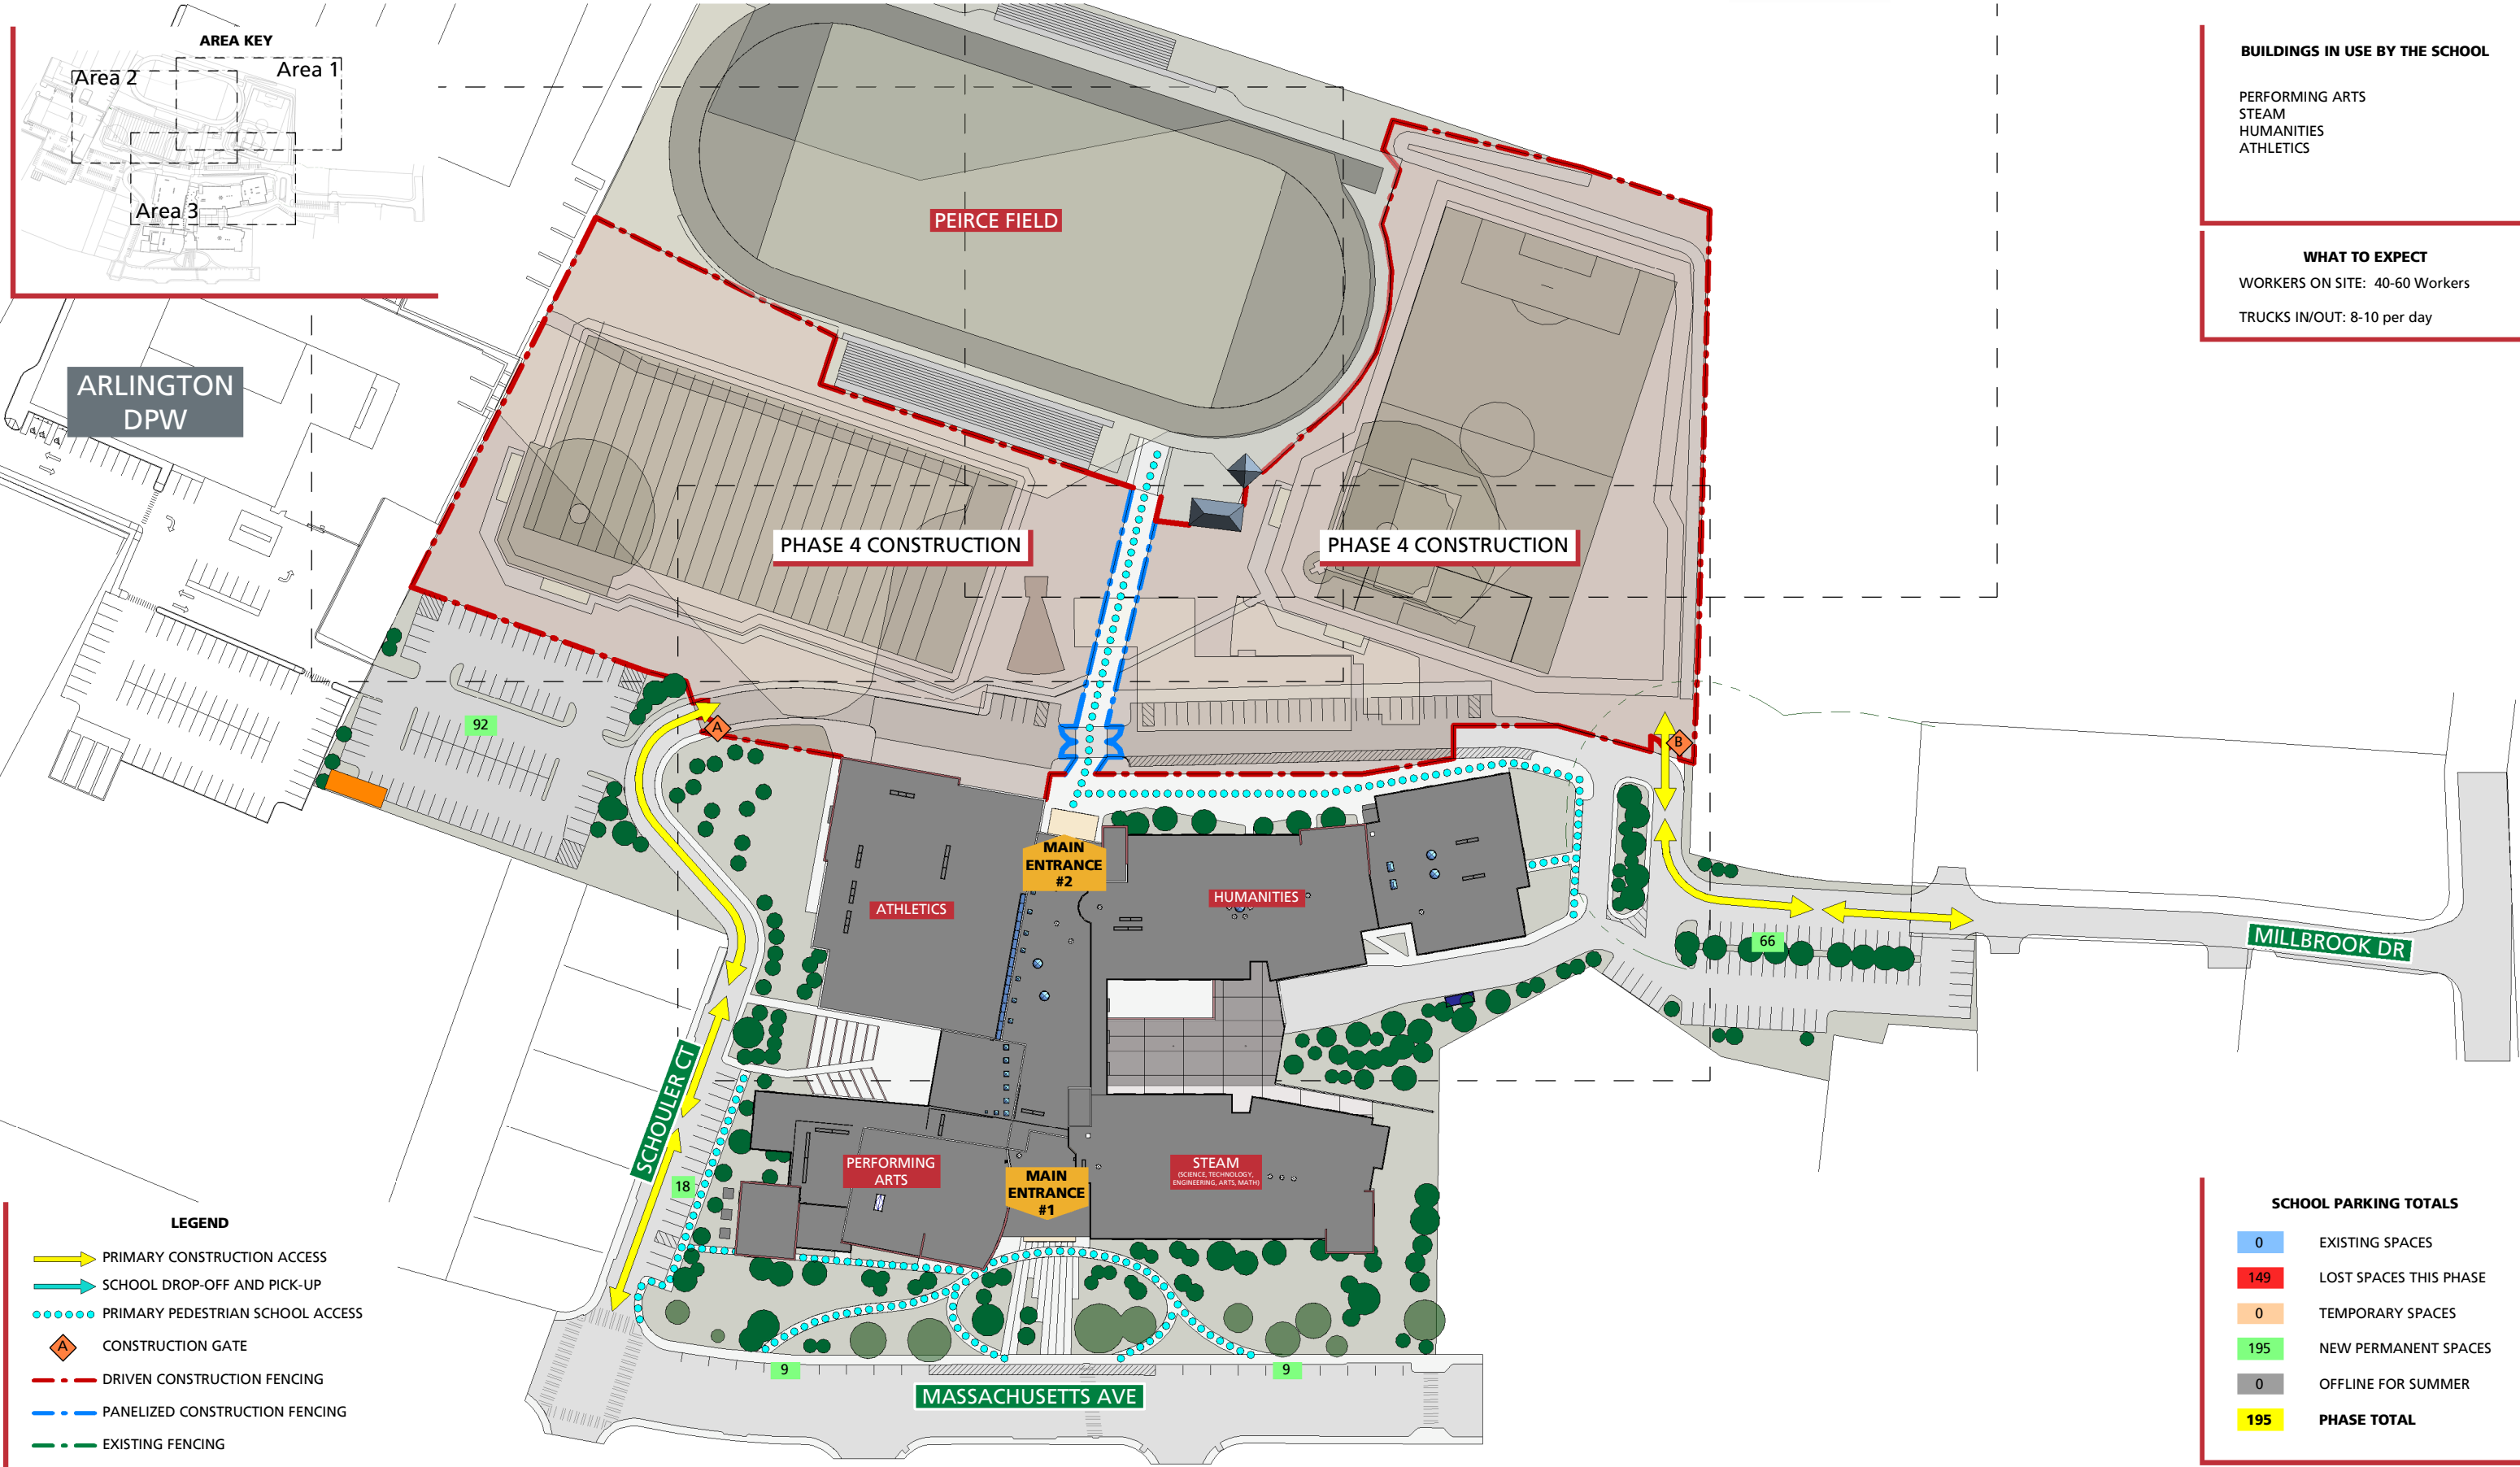 AREA KEY
Area 2
Area 1
Area 3
BUILDINGS IN USE BY THE SCHOOL
PERFORMING ARTS
STEAM
HUMANITIES
ATHLETICS
WHAT TO EXPECT
WORKERS ON SITE: 40-60 Workers
TRUCKS IN/OUT: 8-10 per day
PEIRCE FIELD
ARLINGTON
DPW
PHASE 4 CONSTRUCTION
PHASE 4 CONSTRUCTION
92
A
B
MAIN
ENTRANCE
#2
ATHLETICS
HUMANITIES
66
MILLBROOK DR
SCHOULER CT
18
PERFORMING
ARTS
MAIN
ENTRANCE
#1
STEAM
(SCIENCE, TECHNOLOGY,
ENGINEERING, ARTS, MATH)
9
9
MASSACHUSETTS AVE
LEGEND
PRIMARY CONSTRUCTION ACCESS
SCHOOL DROP-OFF AND PICK-UP
PRIMARY PEDESTRIAN SCHOOL ACCESS
A CONSTRUCTION GATE
DRIVEN CONSTRUCTION FENCING
PANELIZED CONSTRUCTION FENCING
EXISTING FENCING
SCHOOL PARKING TOTALS
0 EXISTING SPACES
149 LOST SPACES THIS PHASE
0 TEMPORARY SPACES
195 NEW PERMANENT SPACES
0 OFFLINE FOR SUMMER
195 PHASE TOTAL